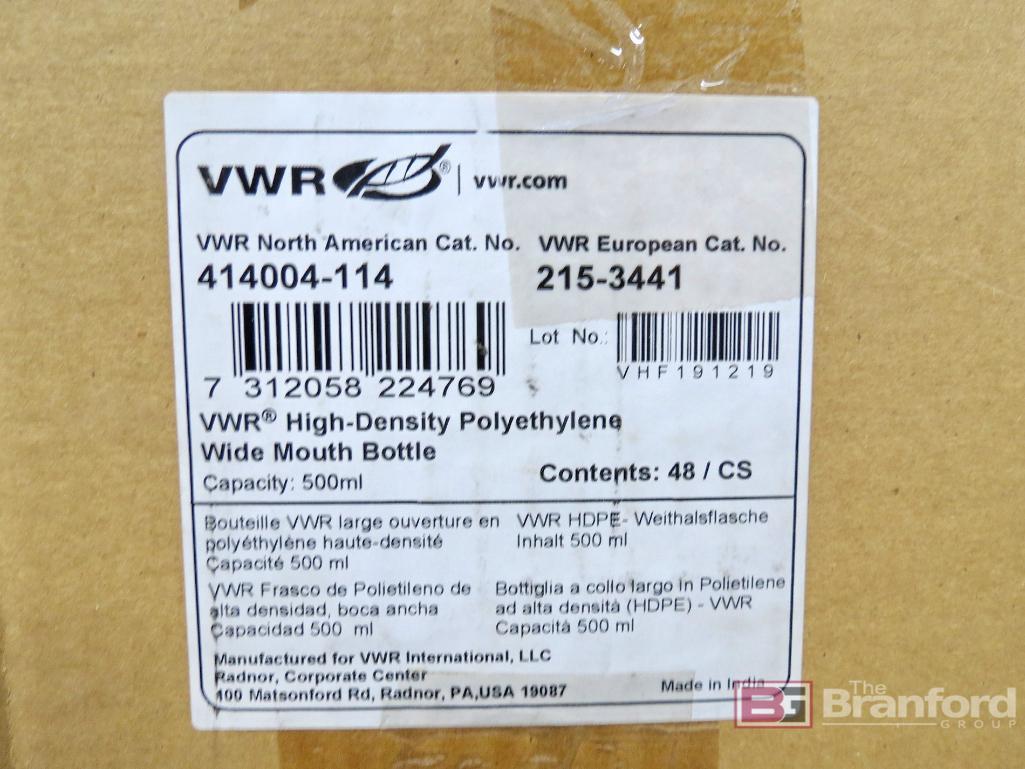 VWR® | vwr.com
VWR North American Cat. No.
414004-114
VWR European Cat. No.
215-3441
7 312058 224769
Lot No.:
VHF191219
VWR® High-Density Polyethylene
Wide Mouth Bottle
Capacity: 500ml
Contents: 48 / CS
Bouteille VWR large ouverture en
polyéthylène haute-densité
Capacité 500 ml
VWR HDPE- Weithalsflasche
Inhalt 500 ml
VWR Frasco de Polietileno de
alta densidad, boca ancha
Capacidad 500 ml
Bottiglia a collo largo in Polietilene
ad alta densità (HDPE) - VWR
Capacità 500 ml
Manufactured for VWR International, LLC
Radnor, Corporate Center
100 Matsonford Rd, Radnor, PA,USA 19087
Made in India
BG The
Branford
GROUP